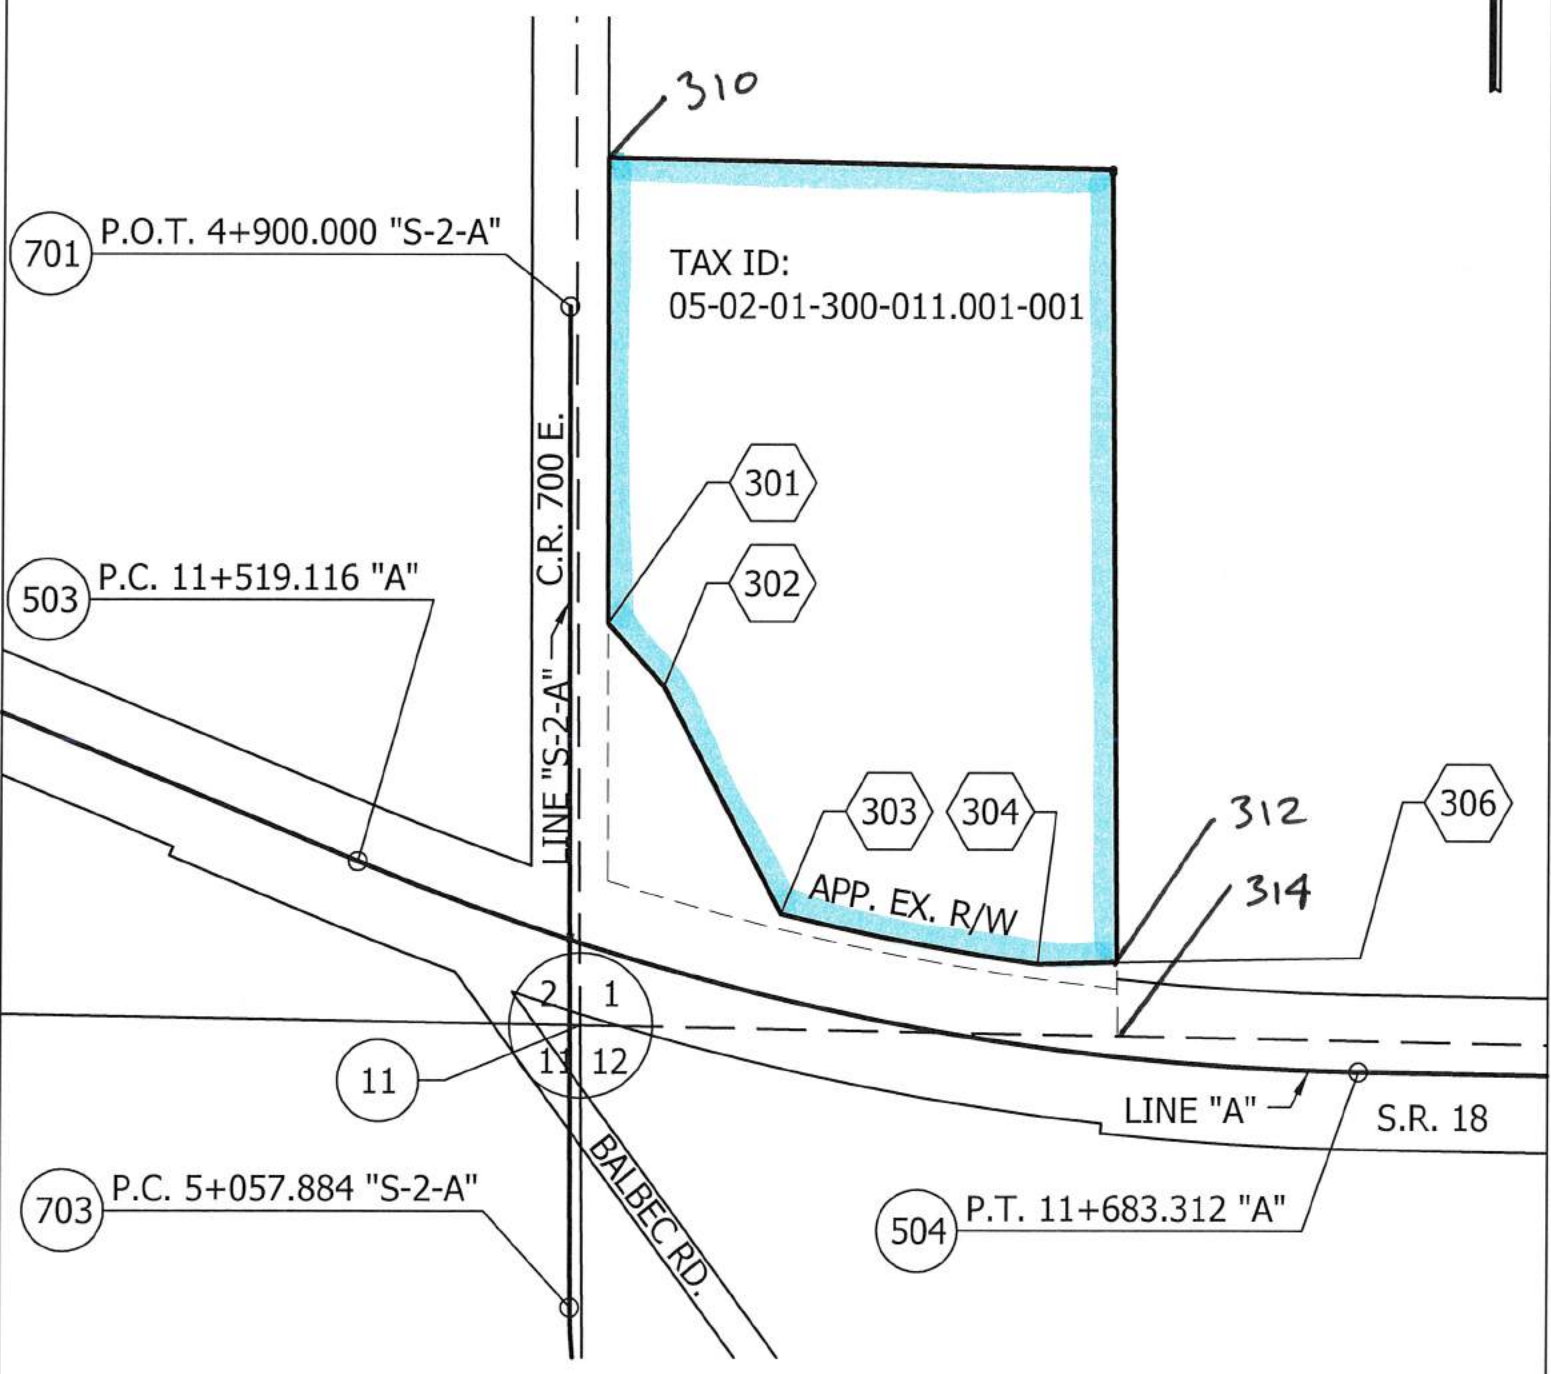 310
701
P.O.T. 4+900.000 "S-2-A"
TAX ID:
05-02-01-300-011.001-001
C.R. 700 E.
301
302
503
P.C. 11+519.116 "A"
LINE "S-2-A"
303
304
312
306
314
APP. EX. R/W
2 1
11 12
11
LINE "A"
S.R. 18
BALBEC RD.
703
P.C. 5+057.884 "S-2-A"
504
P.T. 11+683.312 "A"